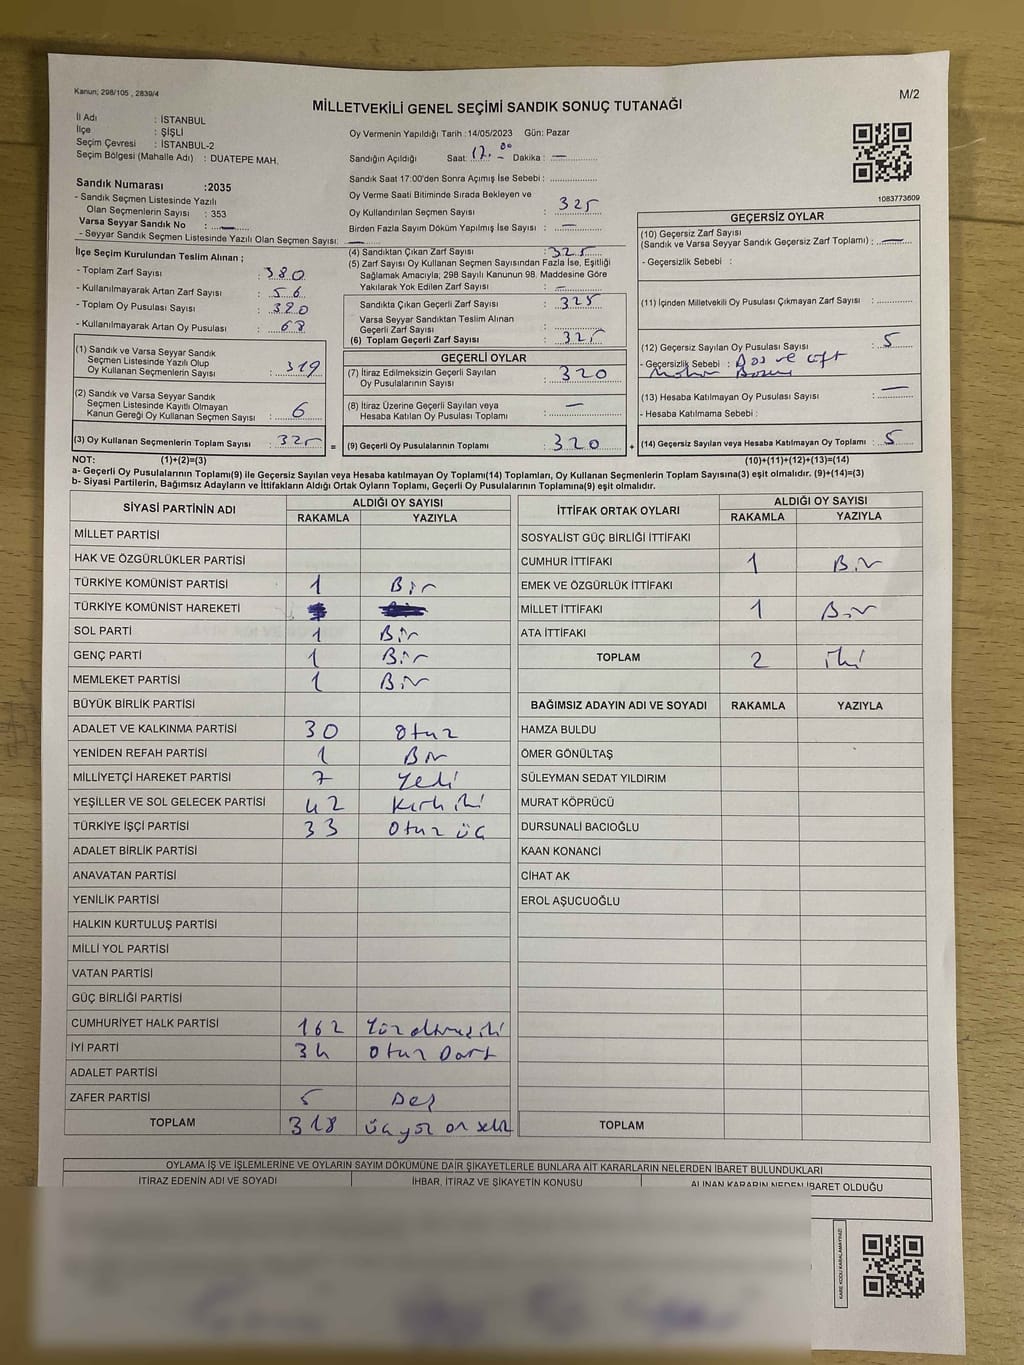 Kanun; 298/105 , 2839/4
M/2
MİLLETVEKİLİ GENEL SEÇİMİ SANDIK SONUÇ TUTANAĞI
İl Adı : İSTANBUL
İlçe : ŞİŞLİ
Seçim Çevresi : İSTANBUL-2
Seçim Bölgesi (Mahalle Adı) : DUATEPE MAH.
Sandık Numarası :2035
- Sandık Seçmen Listesinde Yazılı
Olan Seçmenlerin Sayısı : 353
Varsa Seyyar Sandık No : —
- Seyyar Sandık Seçmen Listesinde Yazılı Olan Seçmen Sayısı: —
Oy Vermenin Yapıldığı Tarih :14/05/2023 Gün: Pazar
Sandığın Açıldığı Saat: 17.00 Dakika : —
Sandık Saat 17:00'den Sonra Açımış İse Sebebi :
Oy Verme Saati Bitiminde Sırada Bekleyen ve
Oy Kullandırılan Seçmen Sayısı : 325
Birden Fazla Sayım Döküm Yapılmış İse Sayısı : —
1083773609
İlçe Seçim Kurulundan Teslim Alınan ;
- Toplam Zarf Sayısı : 380
- Kullanılmayarak Artan Zarf Sayısı : 56
- Toplam Oy Pusulası Sayısı : 380
- Kullanılmayarak Artan Oy Pusulası : 68
(1) Sandık ve Varsa Seyyar Sandık
Seçmen Listesinde Yazılı Olup
Oy Kullanan Seçmenlerin Sayısı : 319
(2) Sandık ve Varsa Seyyar Sandık
Seçmen Listesinde Kayıtlı Olmayan
Kanun Gereği Oy Kullanan Seçmen Sayısı : 6
(3) Oy Kullanan Seçmenlerin Toplam Sayısı : 325
(4) Sandıktan Çıkan Zarf Sayısı : 325
(5) Zarf Sayısı Oy Kullanan Seçmen Sayısından Fazla İse, Eşitliği
Sağlamak Amacıyla; 298 Sayılı Kanunun 98. Maddesine Göre
Yakılarak Yok Edilen Zarf Sayısı : —
Sandıkta Çıkan Geçerli Zarf Sayısı : 325
Varsa Seyyar Sandıktan Teslim Alınan
Geçerli Zarf Sayısı :
(6) Toplam Geçerli Zarf Sayısı : 325
GEÇERLİ OYLAR
(7) İtiraz Edilmeksizin Geçerli Sayılan
Oy Pusulalarının Sayısı : 320
(8) İtiraz Üzerine Geçerli Sayılan veya
Hesaba Katılan Oy Pusulası Toplamı : —
= (9) Geçerli Oy Pusulalarının Toplamı : 320 +
GEÇERSİZ OYLAR
(10) Geçersiz Zarf Sayısı
(Sandık ve Varsa Seyyar Sandık Geçersiz Zarf Toplamı) : —
- Geçersizlik Sebebi :
(11) İçinden Milletvekili Oy Pusulası Çıkmayan Zarf Sayısı :
(12) Geçersiz Sayılan Oy Pusulası Sayısı : 5
- Geçersizlik Sebebi : Boş ve çift
(13) Hesaba Katılmayan Oy Pusulası Sayısı : —
- Hesaba Katılmama Sebebi :
(14) Geçersiz Sayılan veya Hesaba Katılmayan Oy Toplamı : 5
NOT: (1)+(2)=(3) (10)+(11)+(12)+(13)=(14)
a- Geçerli Oy Pusulalarının Toplamı(9) ile Geçersiz Sayılan veya Hesaba katılmayan Oy Toplamı(14) Toplamları, Oy Kullanan Seçmenlerin Toplam Sayısına(3) eşit olmalıdır. (9)+(14)=(3)
b- Siyasi Partilerin, Bağımsız Adayların ve İttifakların Aldığı Ortak Oyların Toplamı, Geçerli Oy Pusulalarının Toplamına(9) eşit olmalıdır.
SİYASİ PARTİNİN ADI ALDIĞI OY SAYISI
RAKAMLA YAZIYLA
MİLLET PARTİSİ
HAK VE ÖZGÜRLÜKLER PARTİSİ
TÜRKİYE KOMÜNİST PARTİSİ 1 Bir
TÜRKİYE KOMÜNİST HAREKETİ
SOL PARTİ 1 Bir
GENÇ PARTİ 1 Bir
MEMLEKET PARTİSİ 1 Bir
BÜYÜK BİRLİK PARTİSİ
ADALET VE KALKINMA PARTİSİ 30 otuz
YENİDEN REFAH PARTİSİ 1 Bir
MİLLİYETÇİ HAREKET PARTİSİ 7 Yedi
YEŞİLLER VE SOL GELECEK PARTİSİ 42 kırk iki
TÜRKİYE İŞÇİ PARTİSİ 33 Otuz üç
ADALET BİRLİK PARTİSİ
ANAVATAN PARTİSİ
YENİLİK PARTİSİ
HALKIN KURTULUŞ PARTİSİ
MİLLİ YOL PARTİSİ
VATAN PARTİSİ
GÜÇ BİRLİĞİ PARTİSİ
CUMHURİYET HALK PARTİSİ 162 Yüz altmış iki
İYİ PARTİ 34 Otuz Dört
ADALET PARTİSİ
ZAFER PARTİSİ 5 Beş
TOPLAM 318 üç yüz on sekiz
İTTİFAK ORTAK OYLARI ALDIĞI OY SAYISI
RAKAMLA YAZIYLA
SOSYALİST GÜÇ BİRLİĞİ İTTİFAKI
CUMHUR İTTİFAKI 1 Bir
EMEK VE ÖZGÜRLÜK İTTİFAKI
MİLLET İTTİFAKI 1 Bir
ATA İTTİFAKI
TOPLAM 2 iki
BAĞIMSIZ ADAYIN ADI VE SOYADI RAKAMLA YAZIYLA
HAMZA BULDU
ÖMER GÖNÜLTAŞ
SÜLEYMAN SEDAT YILDIRIM
MURAT KÖPRÜCÜ
DURSUNALİ BACIOĞLU
KAAN KONANCİ
CİHAT AK
EROL AŞUCUOĞLU
TOPLAM
OYLAMA İŞ VE İŞLEMLERİNE VE OYLARIN SAYIM DÖKÜMÜNE DAİR ŞİKAYETLERLE BUNLARA AİT KARARLARIN NELERDEN İBARET BULUNDUKLARI
İTİRAZ EDENİN ADI VE SOYADI İHBAR, İTİRAZ VE ŞİKAYETİN KONUSU ALINAN KARARIN NEDEN İBARET OLDUĞU
KARE KODU KARALAMAYINIZ!